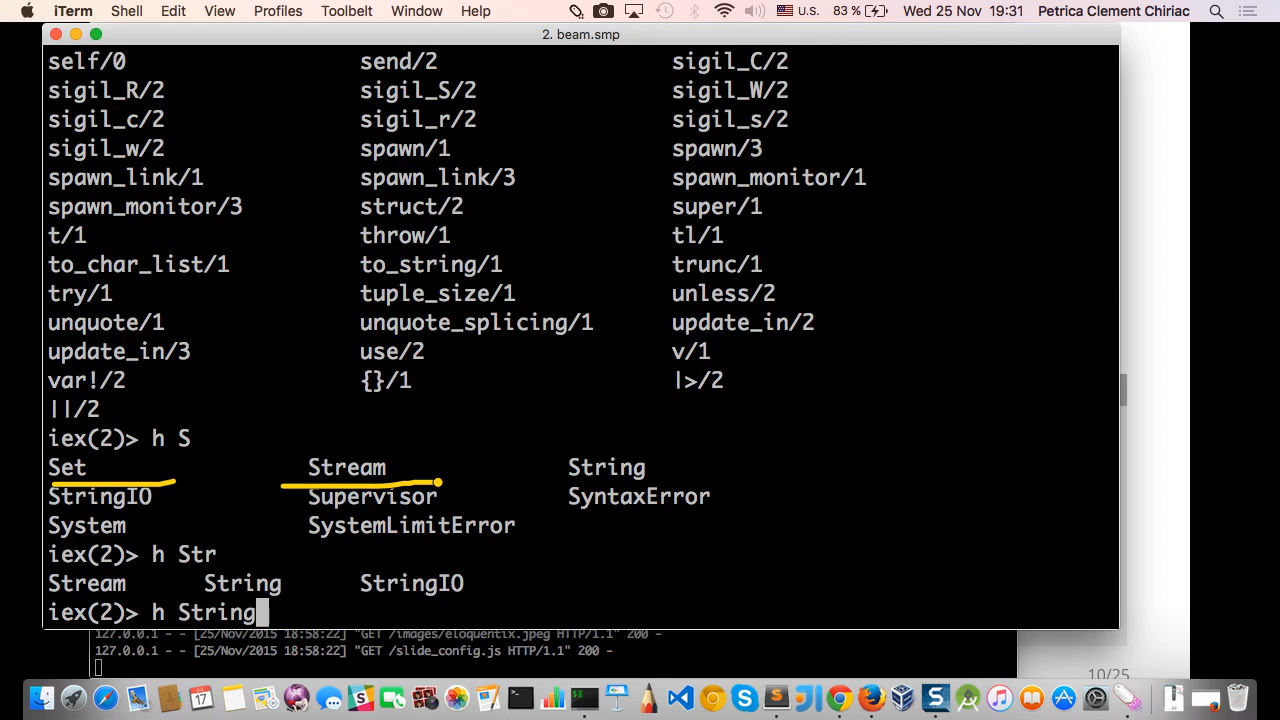 iTerm Shell Edit View Profiles Toolbelt Window Help U.S. 83 % Wed 25 Nov 19:31 Petrica Clement Chiriac
2. beam.smp
self/0 send/2 sigil_C/2
sigil_R/2 sigil_S/2 sigil_W/2
sigil_c/2 sigil_r/2 sigil_s/2
sigil_w/2 spawn/1 spawn/3
spawn_link/1 spawn_link/3 spawn_monitor/1
spawn_monitor/3 struct/2 super/1
t/1 throw/1 tl/1
to_char_list/1 to_string/1 trunc/1
try/1 tuple_size/1 unless/2
unquote/1 unquote_splicing/1 update_in/2
update_in/3 use/2 v/1
var!/2 {}/1 |>/2
||/2
iex(2)> h S
Set Stream String
StringIO Supervisor SyntaxError
System SystemLimitError
iex(2)> h Str
Stream String StringIO
iex(2)> h String
127.0.0.1 - - [25/Nov/2015 18:58:22] "GET /images/eloquentix.jpeg HTTP/1.1" 200 -
127.0.0.1 - - [25/Nov/2015 18:58:22] "GET /slide_config.js HTTP/1.1" 200 -
10/25
17